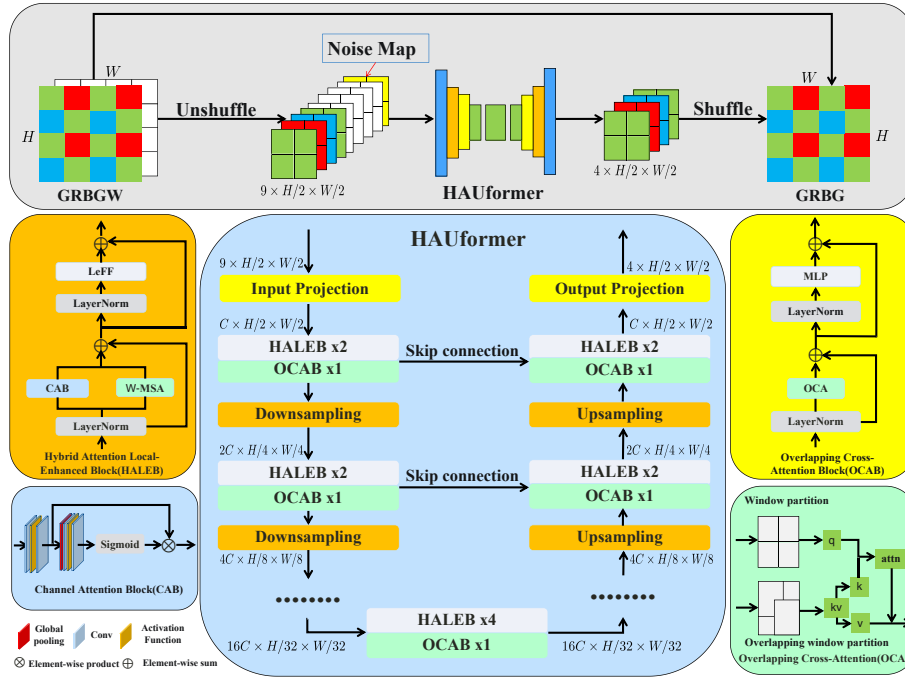 Noise Map
W
H
Unshuffle
GRBGW
9 × H/2 × W/2
HAUformer
4 × H/2 × W/2
Shuffle
W
H
GRBG
LeFF
LayerNorm
CAB
W-MSA
LayerNorm
Hybrid Attention Local-
Enhanced Block(HALEB)
Sigmoid
Channel Attention Block(CAB)
Global
pooling
Conv
Activation
Function
Element-wise product
Element-wise sum
HAUformer
9 × H/2 × W/2
Input Projection
C × H/2 × W/2
HALEB x2
OCAB x1
Downsampling
2C × H/4 × W/4
HALEB x2
OCAB x1
Downsampling
4C × H/8 × W/8
16C × H/32 × W/32
HALEB x4
OCAB x1
16C × H/32 × W/32
Skip connection
Skip connection
4 × H/2 × W/2
Output Projection
C × H/2 × W/2
HALEB x2
OCAB x1
Upsampling
2C × H/4 × W/4
HALEB x2
OCAB x1
Upsampling
4C × H/8 × W/8
MLP
LayerNorm
OCA
LayerNorm
Overlapping Cross-
Attention Block(OCAB)
Window partition
q
attn
k
kv
v
Overlapping window partition
Overlapping Cross-Attention(OCA